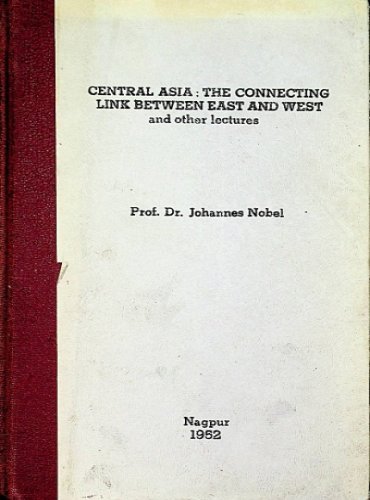 CENTRAL ASIA : THE CONNECTING
LINK BETWEEN EAST AND WEST
and other lectures
Prof. Dr. Johannes Nobel
Nagpur
1952